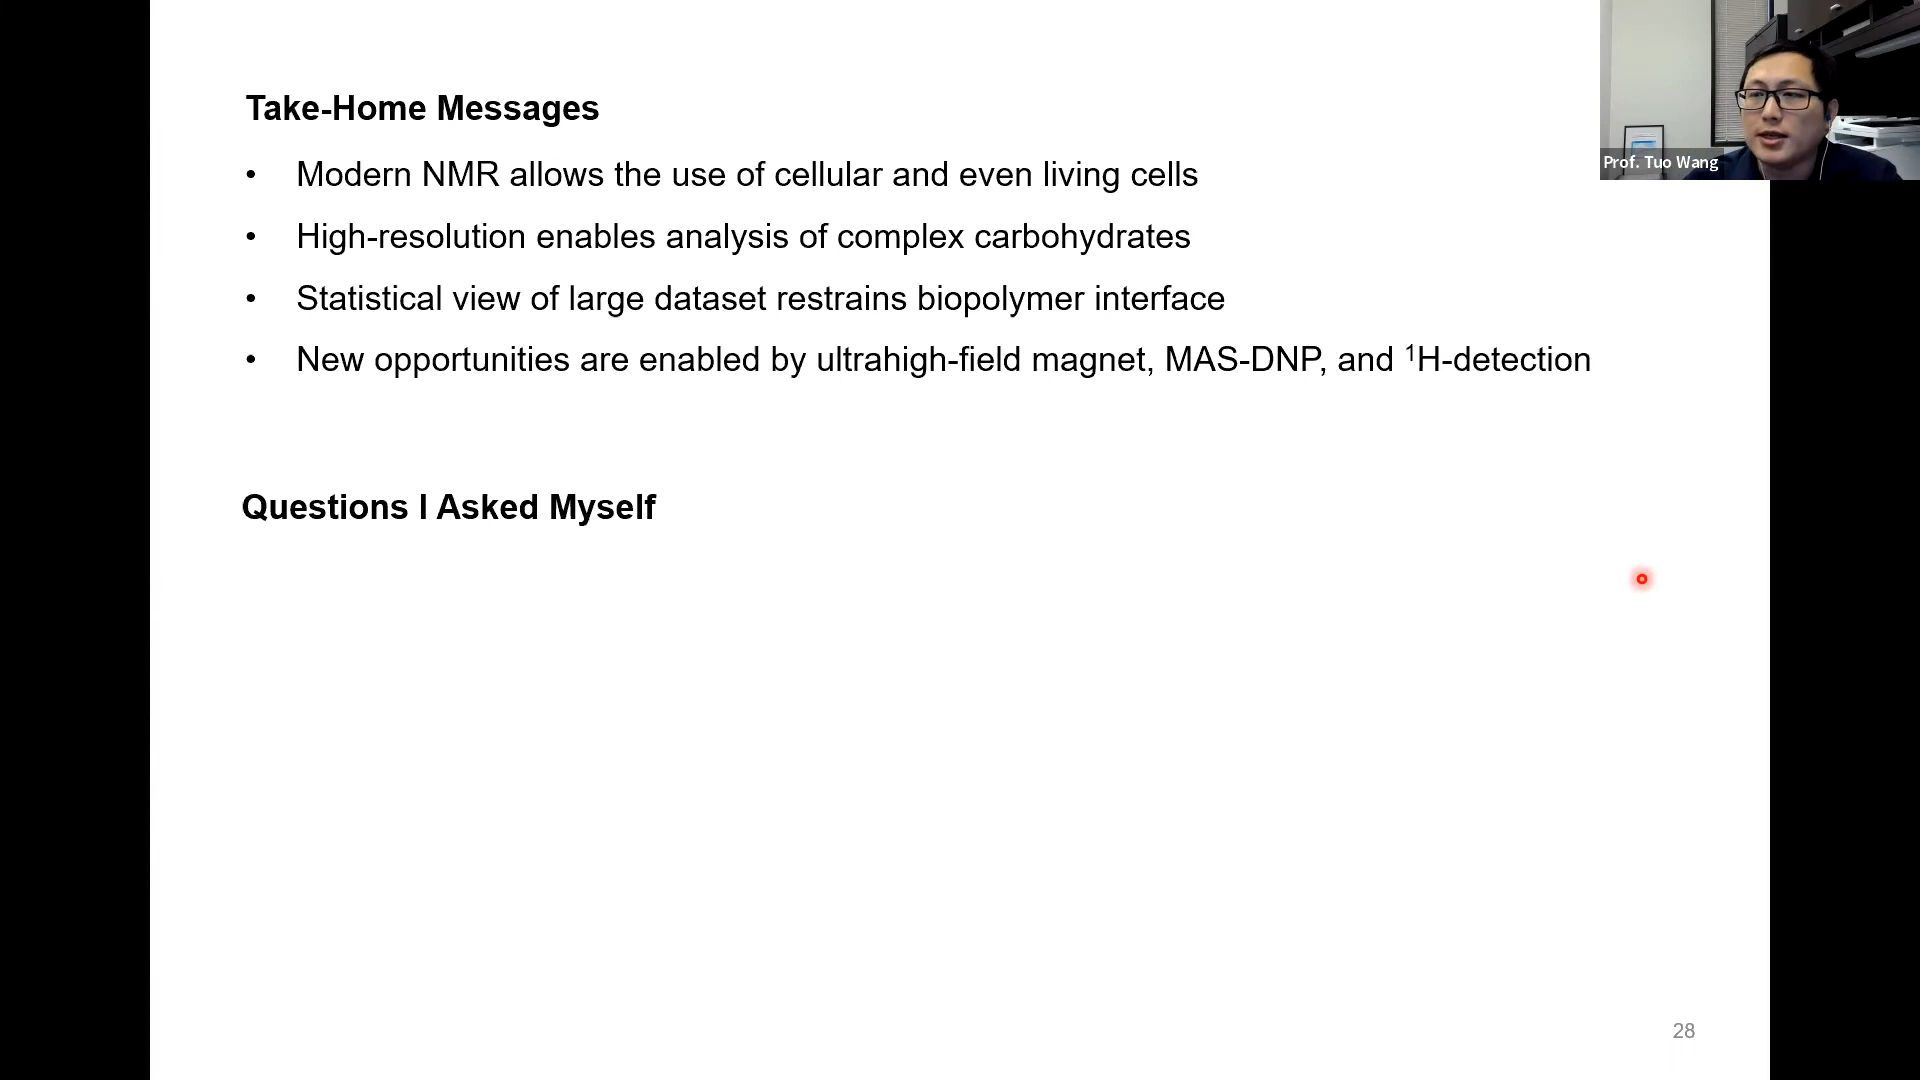 Take-Home Messages
• Modern NMR allows the use of cellular and even living cells
• High-resolution enables analysis of complex carbohydrates
• Statistical view of large dataset restrains biopolymer interface
• New opportunities are enabled by ultrahigh-field magnet, MAS-DNP, and ¹H-detection
Questions I Asked Myself
Prof. Tuo Wang
28